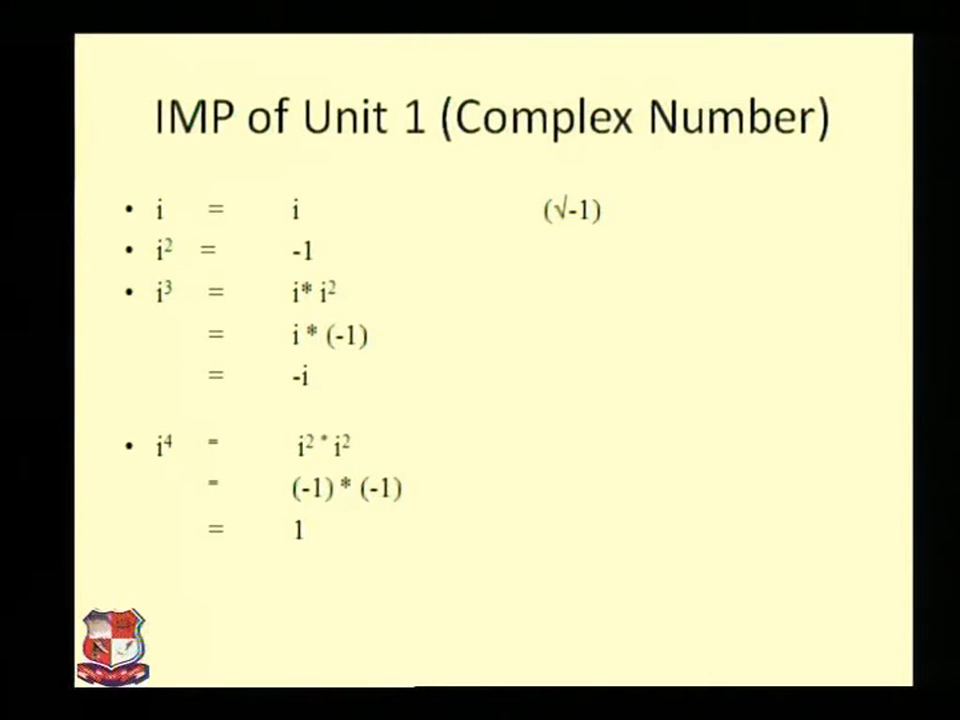 IMP of Unit 1 (Complex Number)
• i = i (√-1)
• i² = -1
• i³ = i* i²
= i * (-1)
= -i
• i⁴ = i² * i²
= (-1) * (-1)
= 1